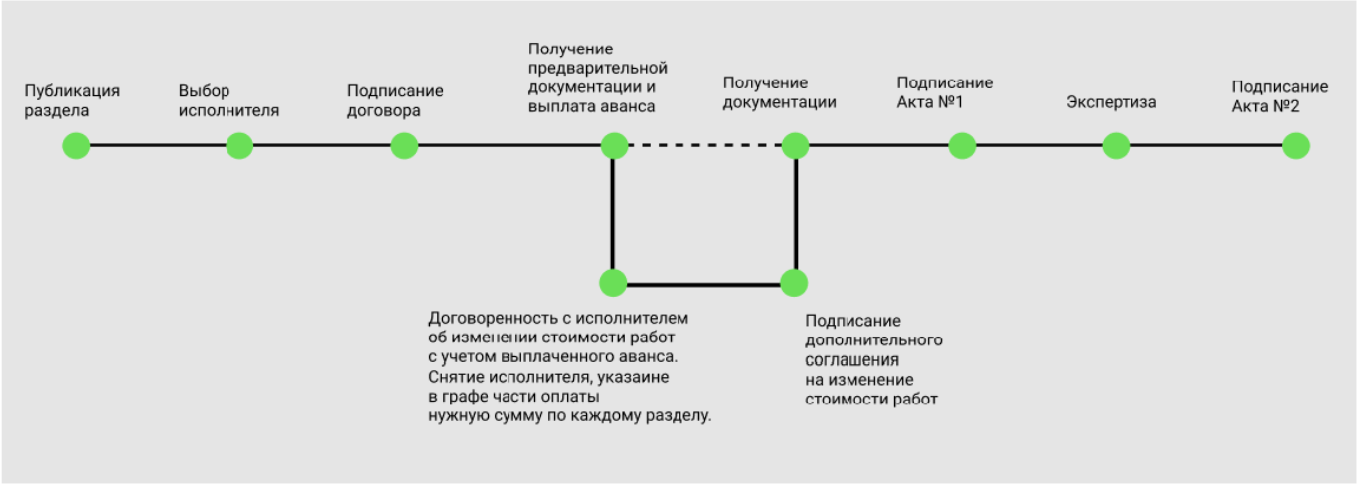 Публикация
раздела
Выбор
исполнителя
Подписание
договора
Получение
предварительной
документации и
выплата аванса
Получение
документации
Подписание
Акта №1
Экспертиза
Подписание
Акта №2
Договоренность с исполнителем
об изменении стоимости работ
с учетом выплаченного аванса.
Снятие исполнителя, указаине
в графе части оплаты
нужную сумму по каждому разделу.
Подписание
дополнительного
соглашения
на изменение
стоимости работ